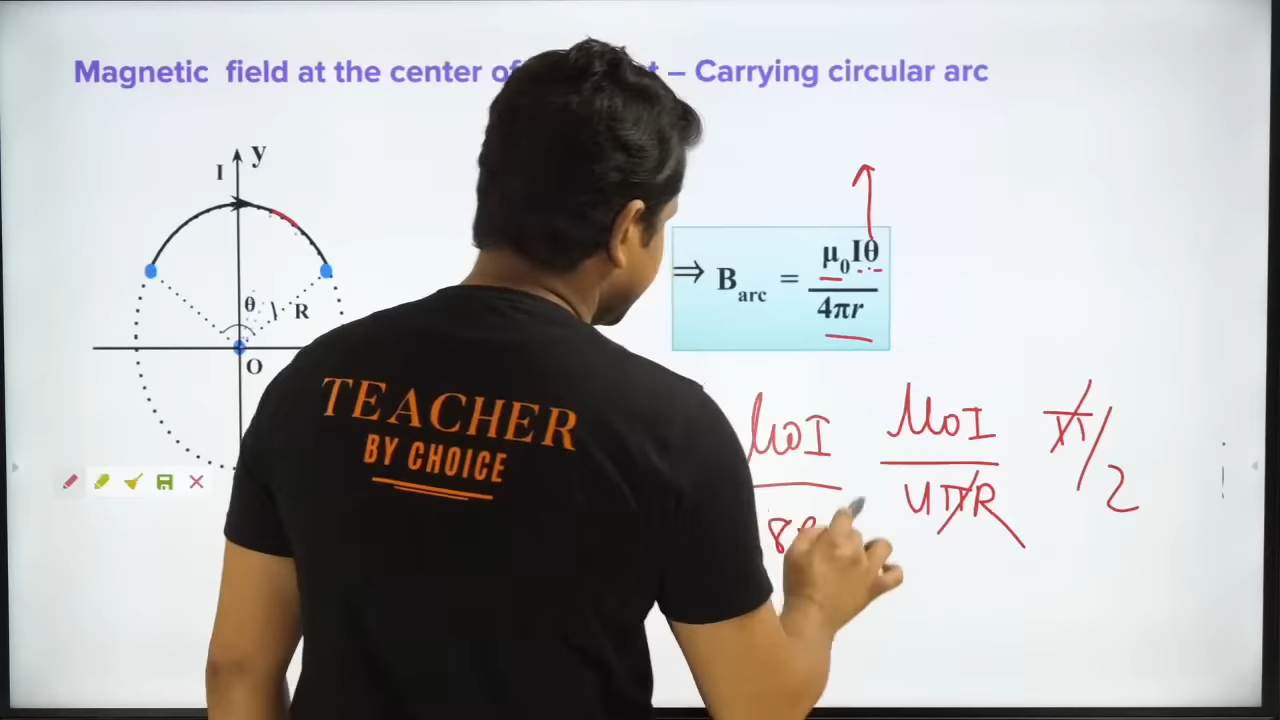 Magnetic field at the center of – Carrying circular arc
y
I
θ
R
O
⇒ B_arc = μ₀Iθ / 4πr
μ₀I / 8 μ₀I / 4πR π/2
TEACHER
BY CHOICE